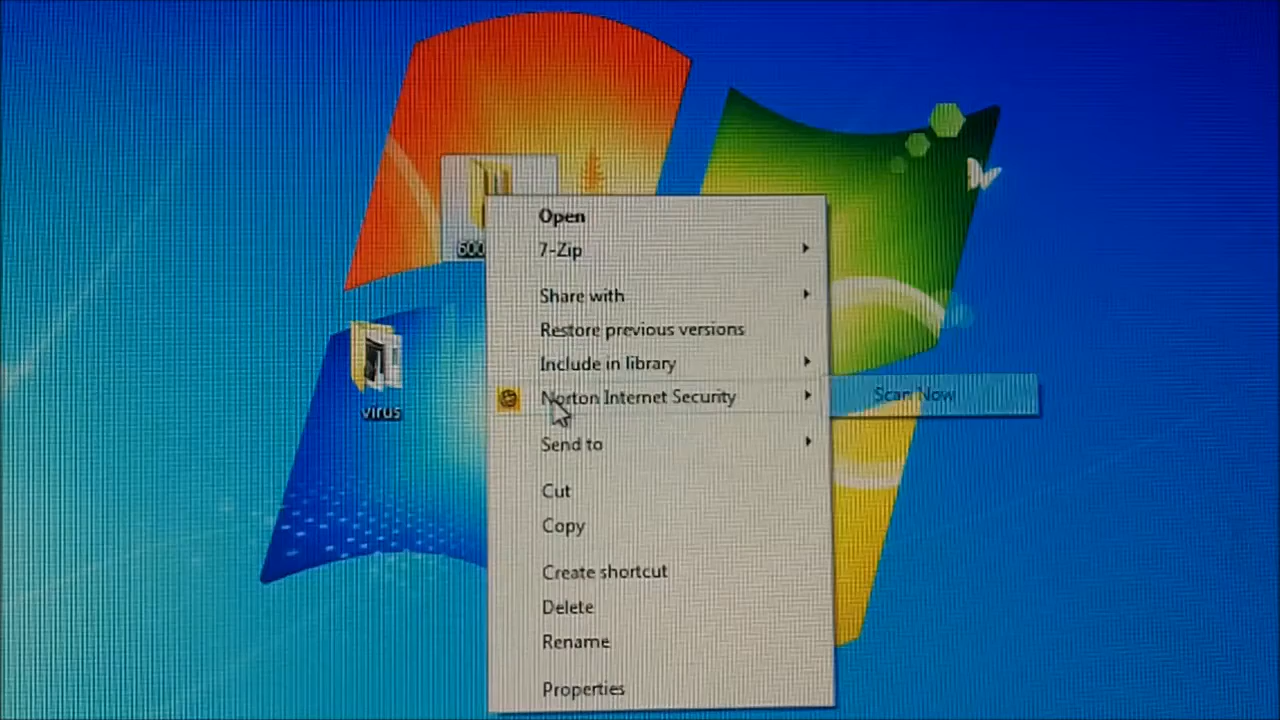 Open
7-Zip
600
Share with
Restore previous versions
Include in library
Norton Internet Security
Scan Now
virus
Send to
Cut
Copy
Create shortcut
Delete
Rename
Properties